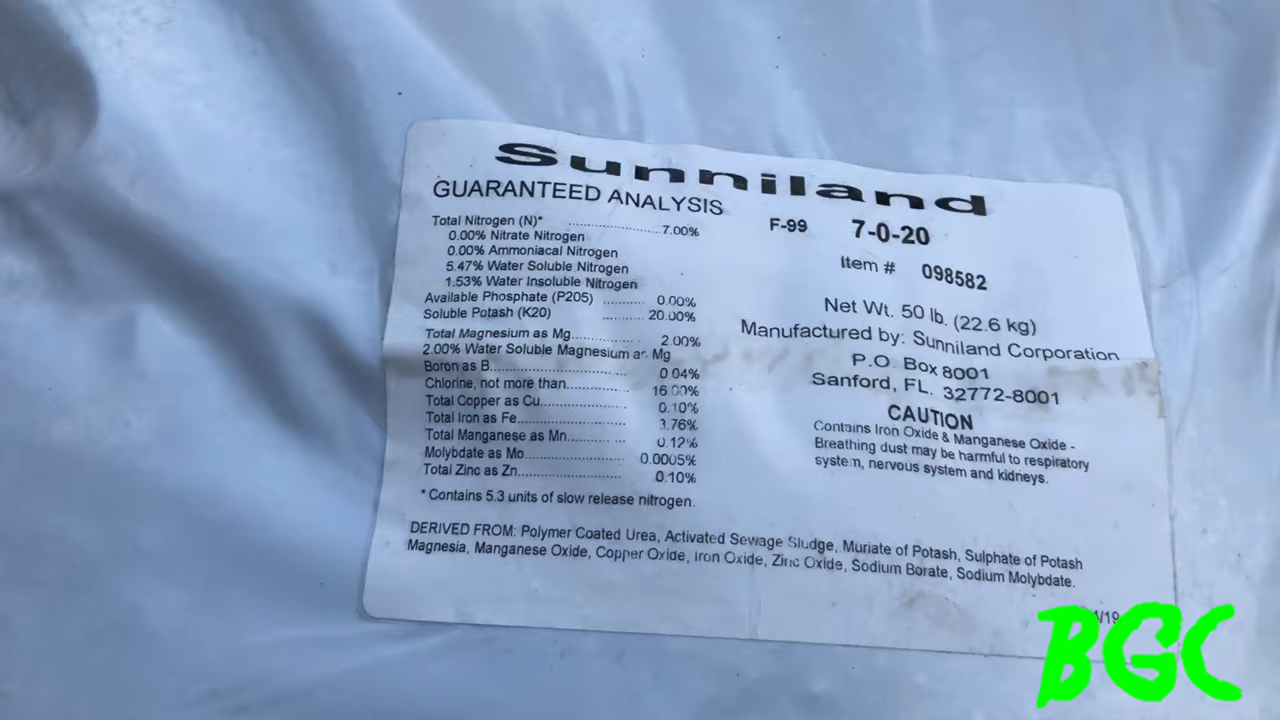 Sunniland
GUARANTEED ANALYSIS
F-99 7-0-20
Item # 098582
Net Wt. 50 lb. (22.6 kg)
Manufactured by: Sunniland Corporation
P.O. Box 8001
Sanford, FL. 32772-8001
CAUTION
Contains Iron Oxide & Manganese Oxide -
Breathing dust may be harmful to respiratory
system, nervous system and kidneys.
Total Nitrogen (N)* ........................ 7.00%
0.00% Nitrate Nitrogen
0.00% Ammoniacal Nitrogen
5.47% Water Soluble Nitrogen
1.53% Water Insoluble Nitrogen
Available Phosphate (P205) ........... 0.00%
Soluble Potash (K20) ........... 20.00%
Total Magnesium as Mg................ 2.00%
2.00% Water Soluble Magnesium as Mg
Boron as B............................ 0.04%
Chlorine, not more than................ 16.00%
Total Copper as Cu...................... 0.10%
Total Iron as Fe........................... 3.76%
Total Manganese as Mn............... 0.12%
Molybdate as Mo........................ 0.0005%
Total Zinc as Zn........................... 0.10%
* Contains 5.3 units of slow release nitrogen.
DERIVED FROM: Polymer Coated Urea, Activated Sewage Sludge, Muriate of Potash, Sulphate of Potash
Magnesia, Manganese Oxide, Copper Oxide, Iron Oxide, Zinc Oxide, Sodium Borate, Sodium Molybdate.
BGC